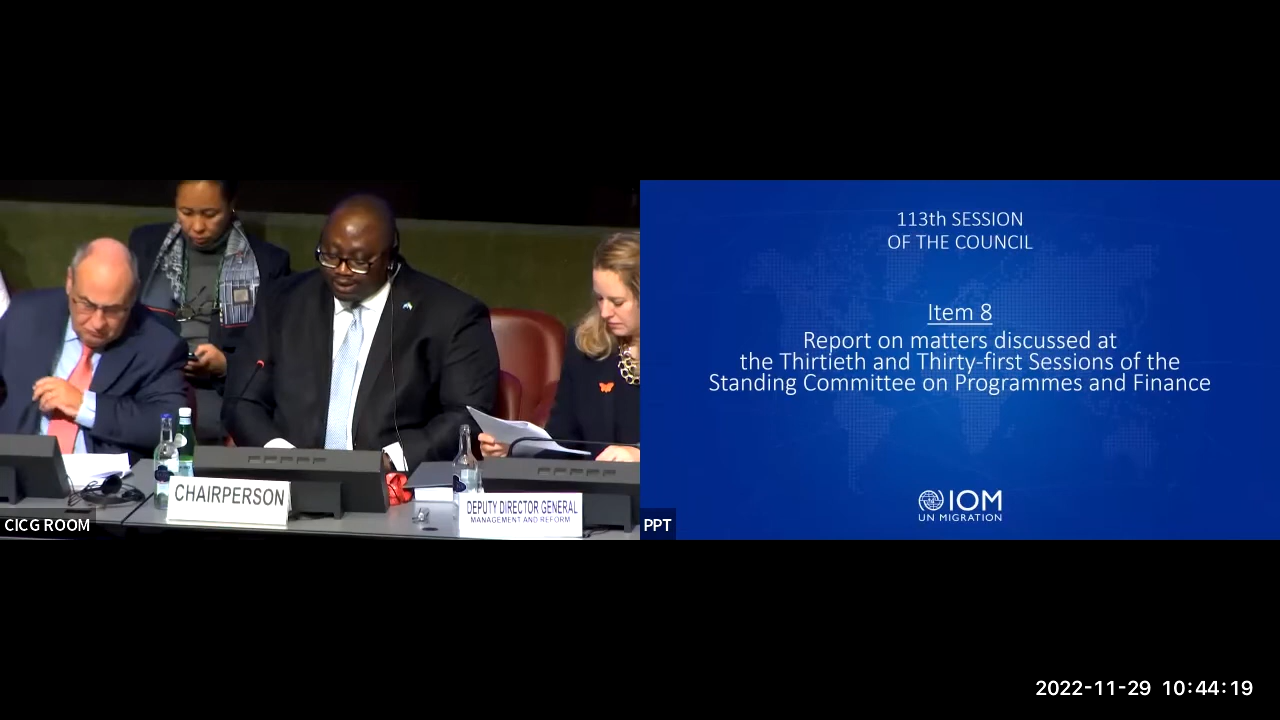 CHAIRPERSON
DEPUTY DIRECTOR GENERAL
MANAGEMENT AND REFORM
CICG ROOM
113th SESSION
OF THE COUNCIL
Item 8
Report on matters discussed at
the Thirtieth and Thirty-first Sessions of the
Standing Committee on Programmes and Finance
IOM
UN MIGRATION
PPT
2022-11-29 10:44:19